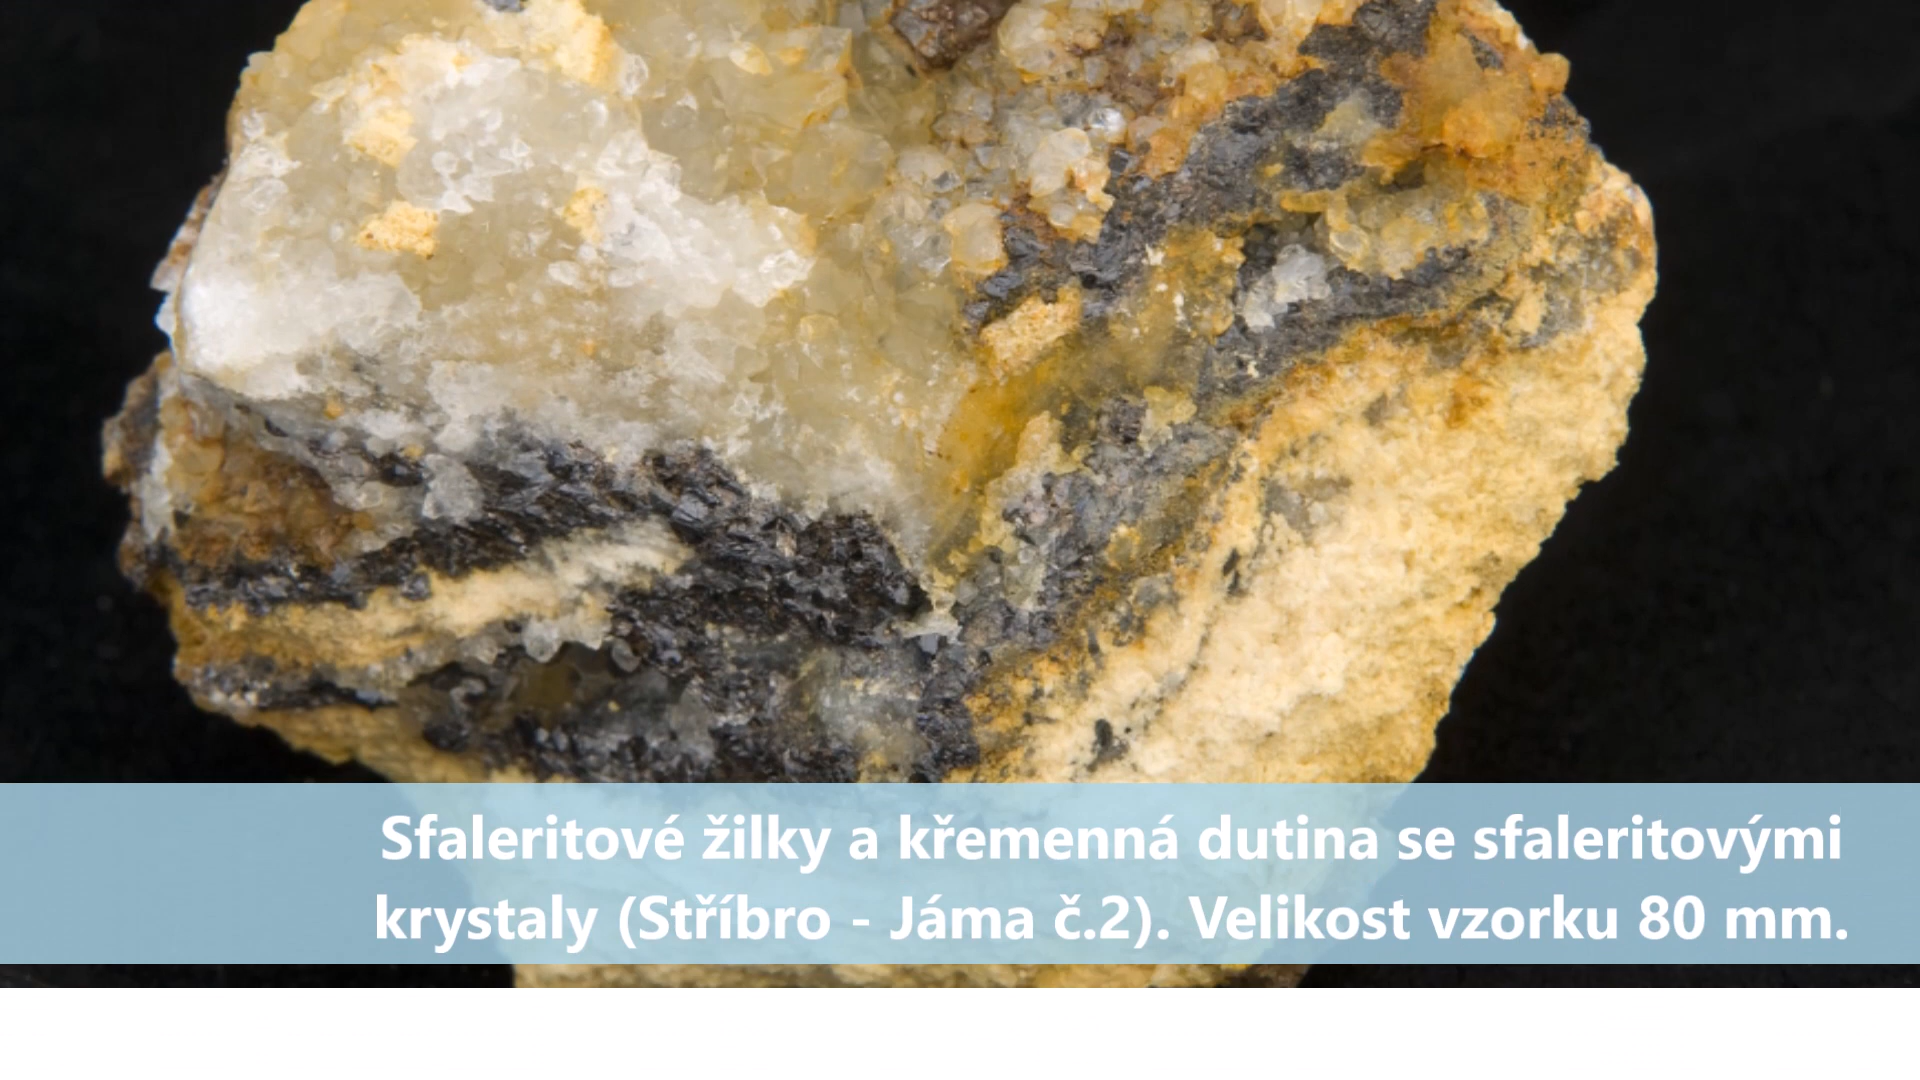 Sfaleritové žilky a křemenná dutina se sfaleritovými
krystaly (Stříbro - Jáma č.2). Velikost vzorku 80 mm.